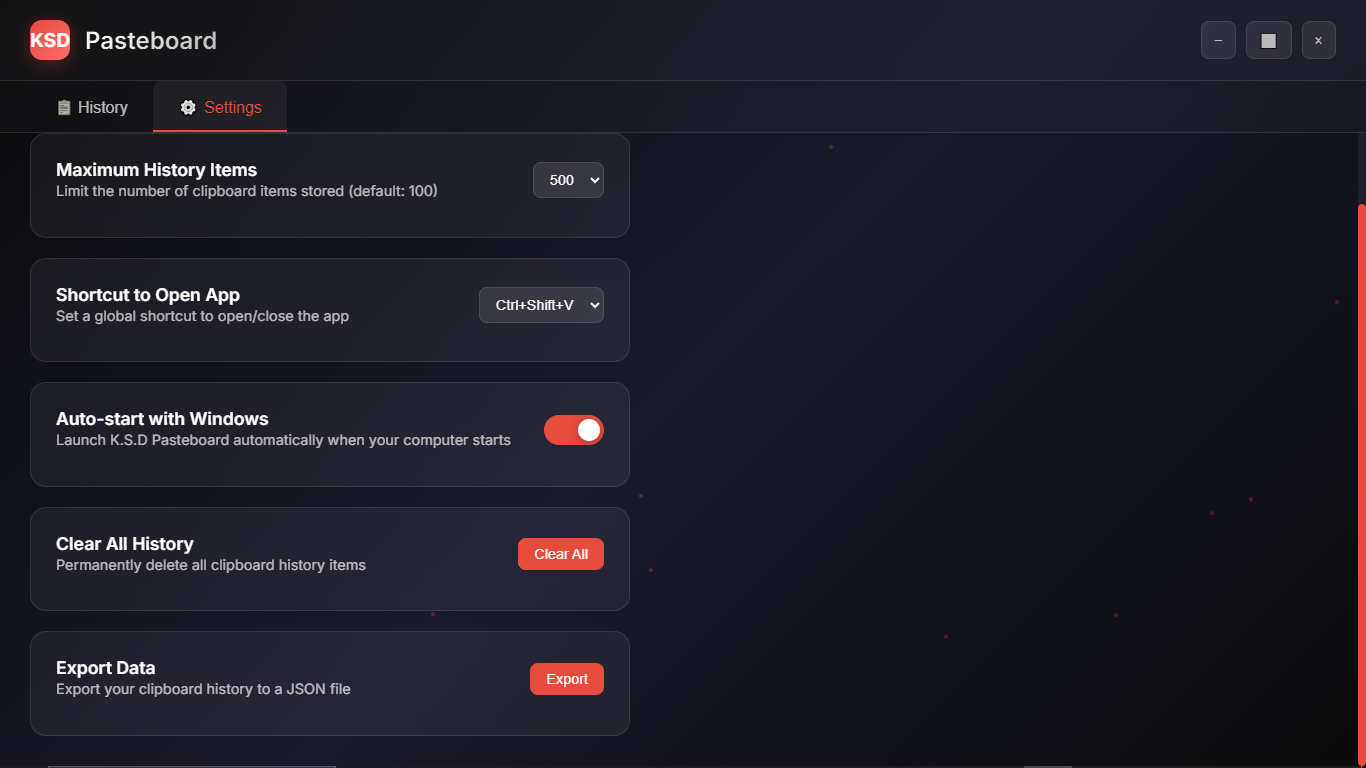 KSD Pasteboard
History Settings
Maximum History Items
Limit the number of clipboard items stored (default: 100)
500
Shortcut to Open App
Set a global shortcut to open/close the app
Ctrl+Shift+V
Auto-start with Windows
Launch K.S.D Pasteboard automatically when your computer starts
Clear All History
Permanently delete all clipboard history items
Clear All
Export Data
Export your clipboard history to a JSON file
Export